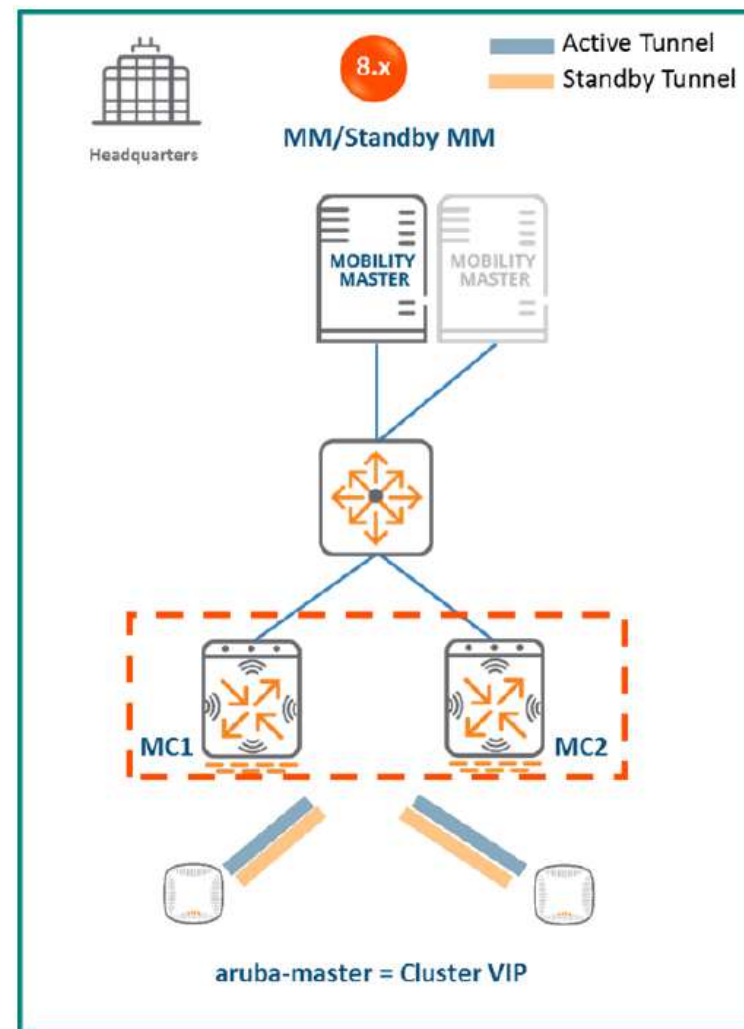 Active Tunnel
Standby Tunnel
8.x
Headquarters
MM/Standby MM
MOBILITY
MASTER
MOBILITY
MASTER
MC1
MC2
aruba-master = Cluster VIP